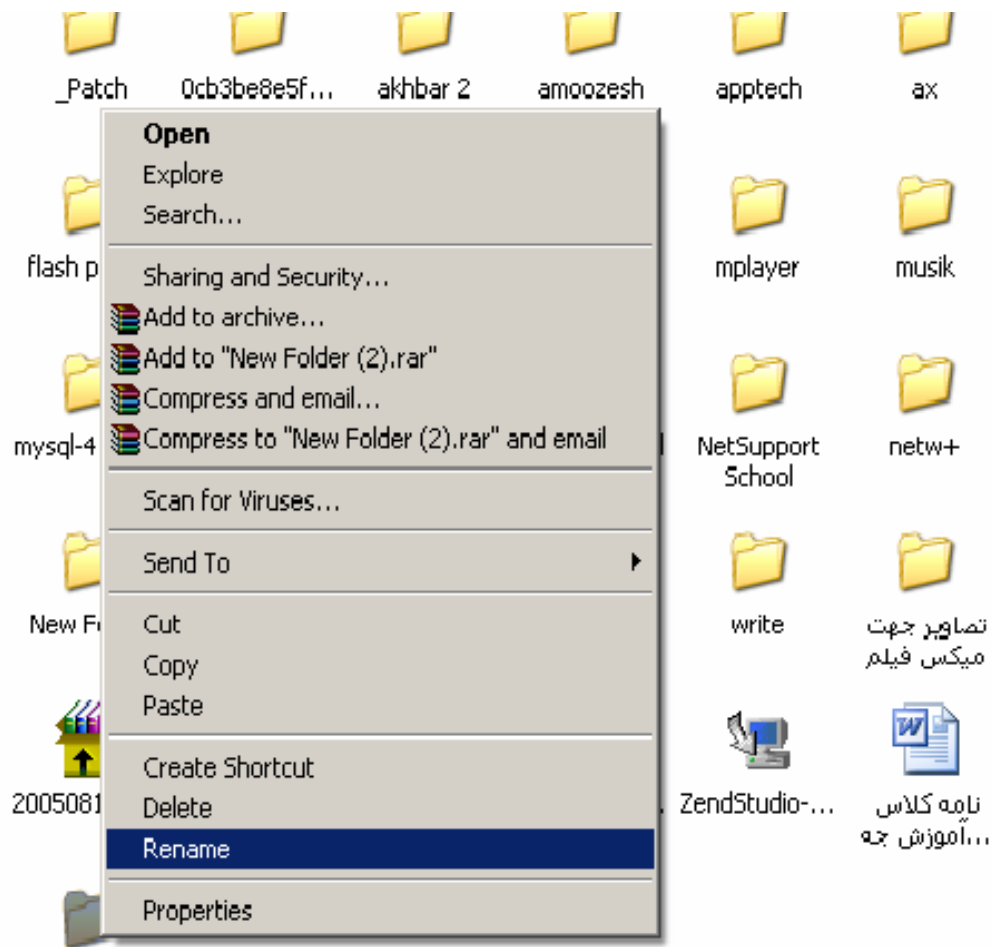 _Patch
0cb3be8e5f...
akhbar 2
amoozesh
apptech
ax
Open
Explore
Search...
flash p
mplayer
musik
Sharing and Security...
Add to archive...
Add to "New Folder (2).rar"
Compress and email...
Compress to "New Folder (2).rar" and email
mysql-4
NetSupport
School
netw+
Scan for Viruses...
Send To
New Fo
write
تصاویر جهت
میکس فیلم
Cut
Copy
Paste
Create Shortcut
Delete
Rename
Properties
2005081
ZendStudio-...
نامه کلاس
آموزش جه...